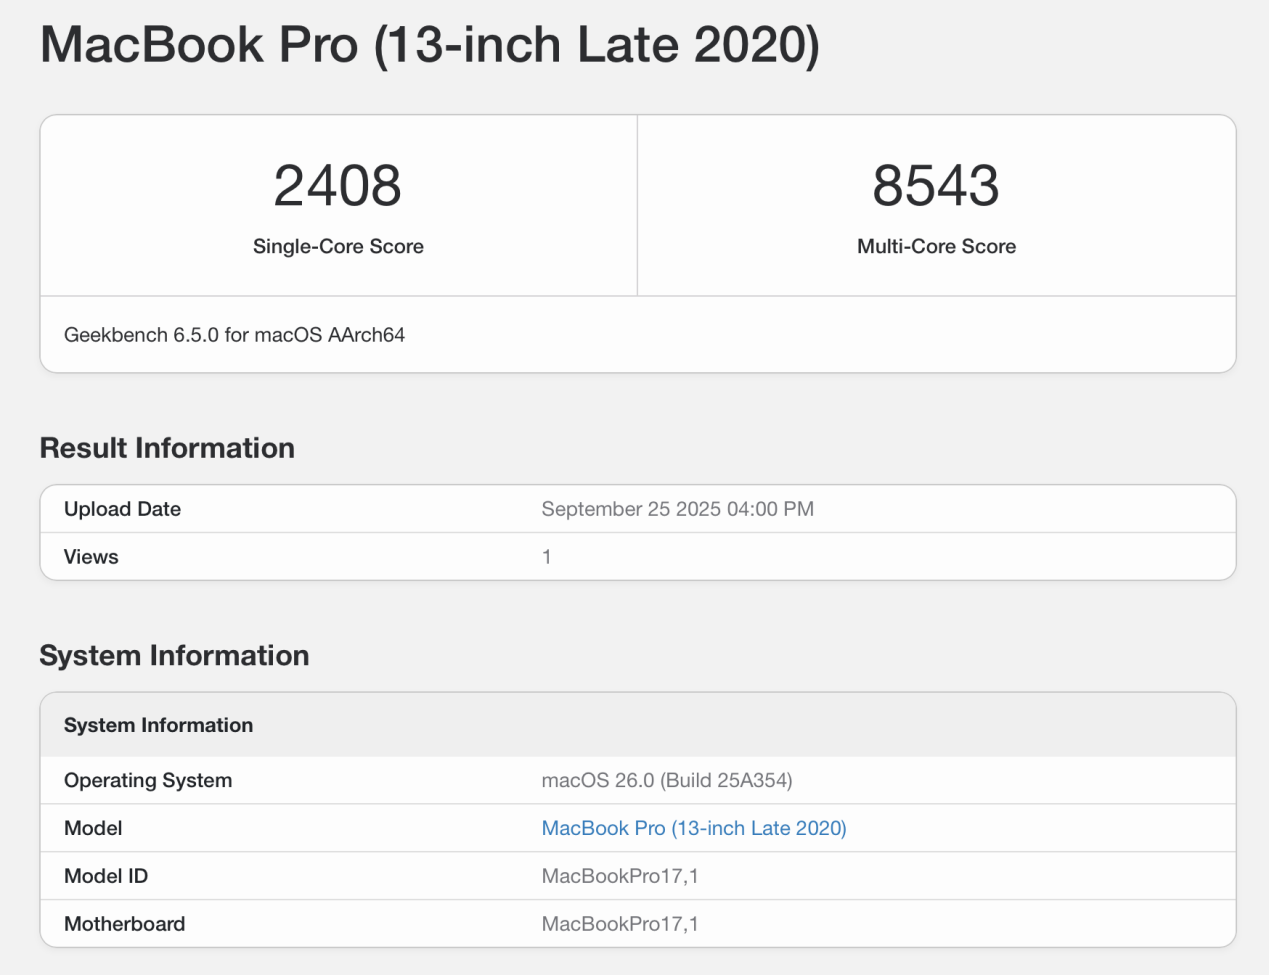 MacBook Pro (13-inch Late 2020)
2408
Single-Core Score
8543
Multi-Core Score
Geekbench 6.5.0 for macOS AArch64
Result Information
Upload Date September 25 2025 04:00 PM
Views 1
System Information
System Information
Operating System macOS 26.0 (Build 25A354)
Model MacBook Pro (13-inch Late 2020)
Model ID MacBookPro17,1
Motherboard MacBookPro17,1